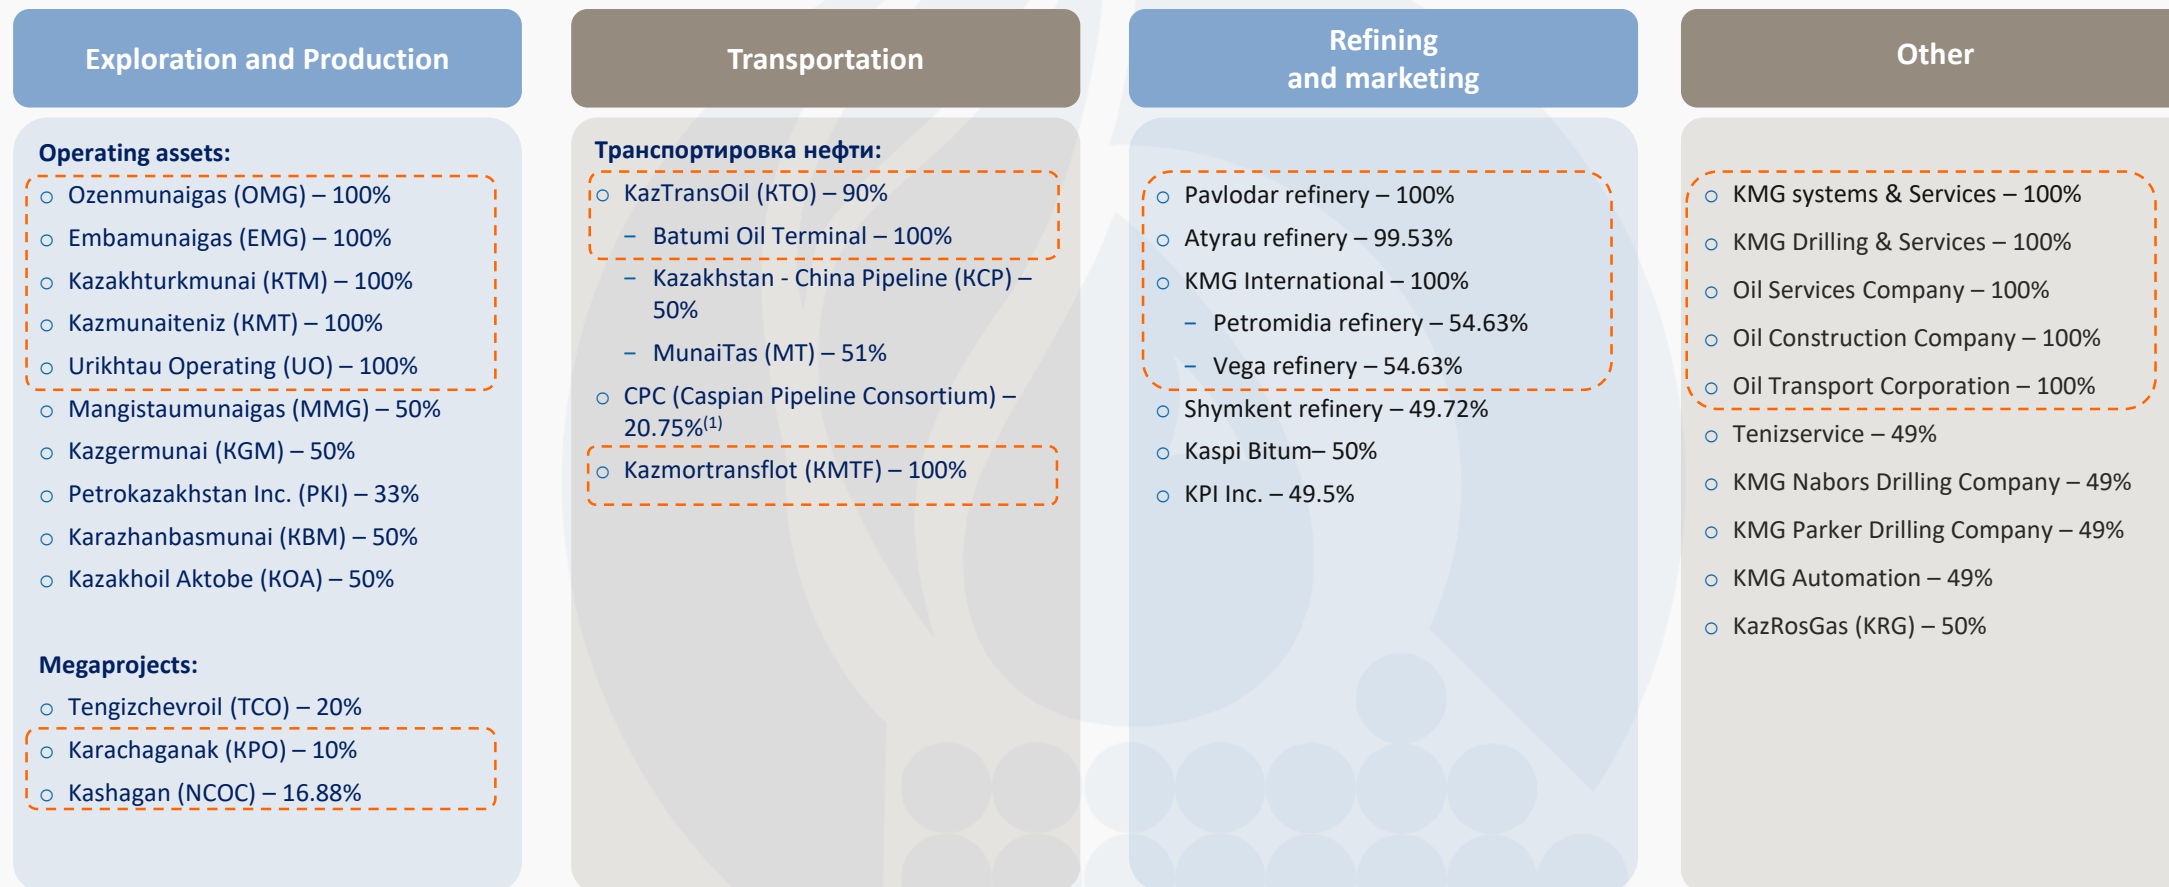 Exploration and Production
Operating assets:
○ Ozenmunaigas (OMG) – 100%
○ Embamunaigas (EMG) – 100%
○ Kazakhturkmunai (KTM) – 100%
○ Kazmunaiteniz (KMT) – 100%
○ Urikhtau Operating (UO) – 100%
○ Mangistaumunaigas (MMG) – 50%
○ Kazgermunai (KGM) – 50%
○ Petrokazakhstan Inc. (PKI) – 33%
○ Karazhanbasmunai (KBM) – 50%
○ Kazakhoil Aktobe (KOA) – 50%
Megaprojects:
○ Tengizchevroil (TCO) – 20%
○ Karachaganak (KPO) – 10%
○ Kashagan (NCOC) – 16.88%
Transportation
Транспортировка нефти:
○ KazTransOil (KTO) – 90%
− Batumi Oil Terminal – 100%
− Kazakhstan - China Pipeline (KCP) –
50%
− MunaiTas (MT) – 51%
○ CPC (Caspian Pipeline Consortium) –
20.75%(1)
○ Kazmortransflot (KMTF) – 100%
Refining
and marketing
○ Pavlodar refinery – 100%
○ Atyrau refinery – 99.53%
○ KMG International – 100%
− Petromidia refinery – 54.63%
− Vega refinery – 54.63%
○ Shymkent refinery – 49.72%
○ Kaspi Bitum– 50%
○ KPI Inc. – 49.5%
Other
○ KMG systems & Services – 100%
○ KMG Drilling & Services – 100%
○ Oil Services Company – 100%
○ Oil Construction Company – 100%
○ Oil Transport Corporation – 100%
○ Tenizservice – 49%
○ KMG Nabors Drilling Company – 49%
○ KMG Parker Drilling Company – 49%
○ KMG Automation – 49%
○ KazRosGas (KRG) – 50%